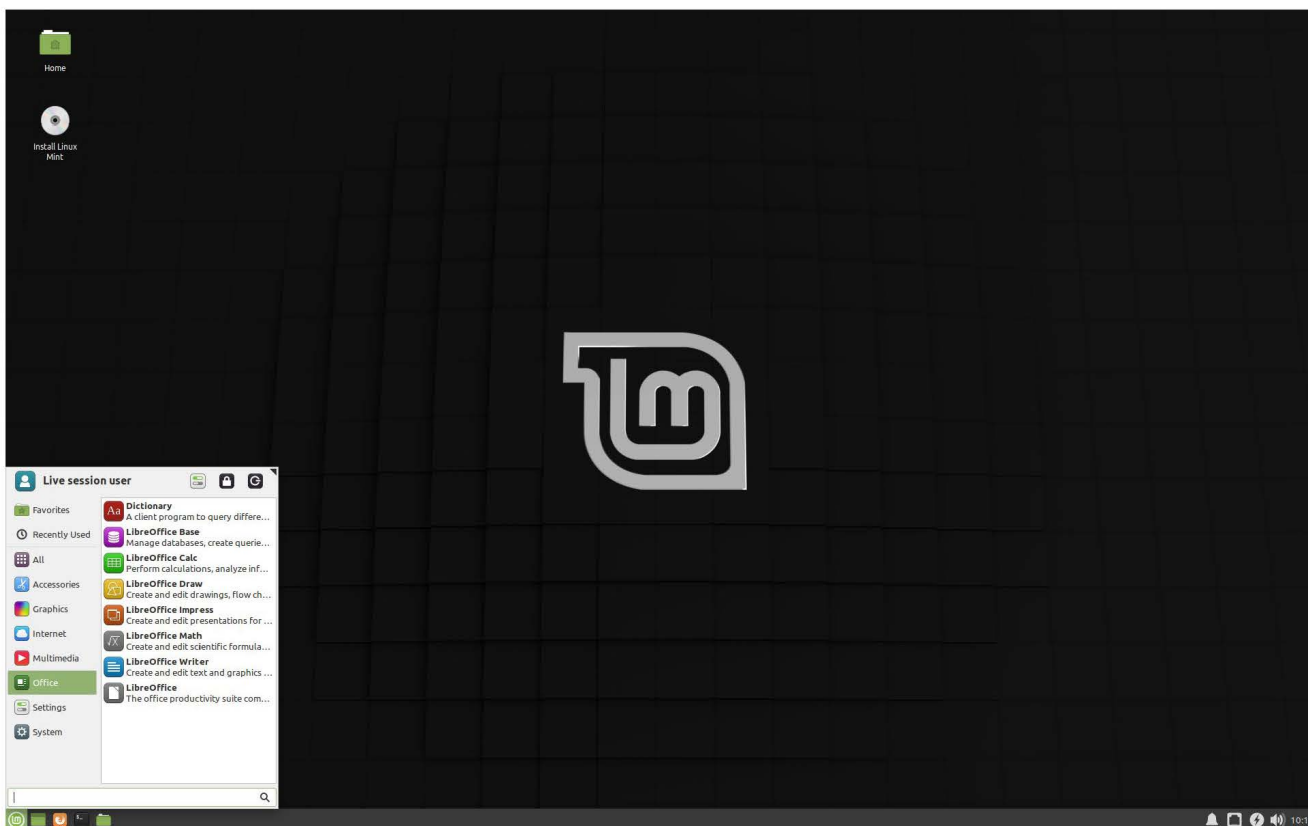 Home
Install Linux
Mint
lm
Live session user
Favorites
Recently Used
All
Accessories
Graphics
Internet
Multimedia
Office
Settings
System
Aa
Dictionary
A client program to query differe...
LibreOffice Base
Manage databases, create querie...
LibreOffice Calc
Perform calculations, analyze inf...
LibreOffice Draw
Create and edit drawings, flow ch...
LibreOffice Impress
Create and edit presentations for ...
√X
LibreOffice Math
Create and edit scientific formula...
LibreOffice Writer
Create and edit text and graphics ...
LibreOffice
The office productivity suite com...